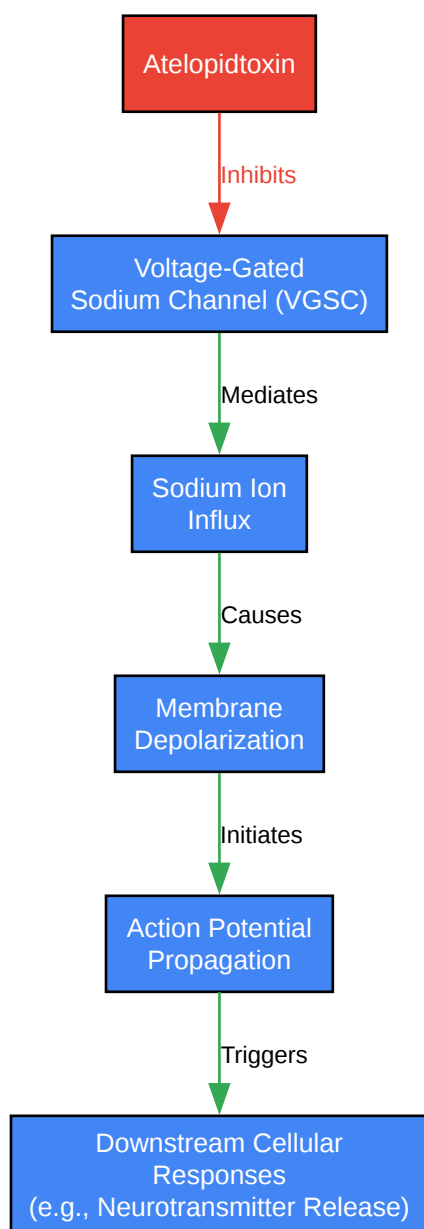 Atelopidtoxin
Inhibits
Voltage-Gated
Sodium Channel (VGSC)
Mediates
Sodium Ion
Influx
Causes
Membrane
Depolarization
Initiates
Action Potential
Propagation
Triggers
Downstream Cellular
Responses
(e.g., Neurotransmitter Release)